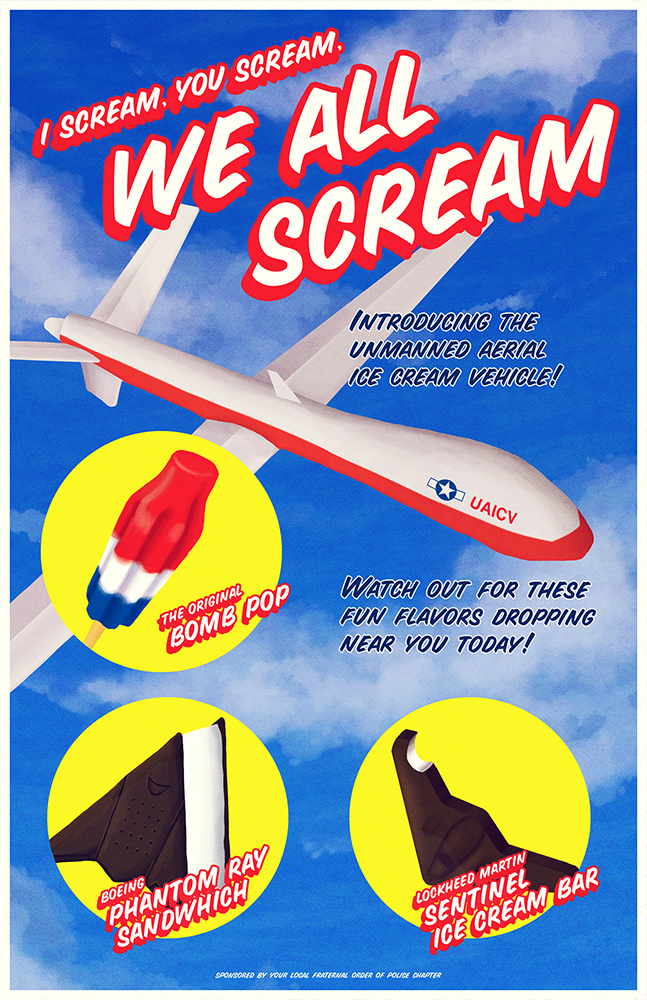 I SCREAM, YOU SCREAM,
WE ALL
SCREAM
INTRODUCING THE
UNMANNED AERIAL
ICE CREAM VEHICLE!
UAICV
THE ORIGINAL
BOMB POP
WATCH OUT FOR THESE
FUN FLAVORS DROPPING
NEAR YOU TODAY!
BOEING
PHANTOM RAY
SANDWHICH
LOCKHEED MARTIN
SENTINEL
ICE CREAM BAR
SPONSORED BY YOUR LOCAL FRATERNAL ORDER OF POLICE CHAPTER